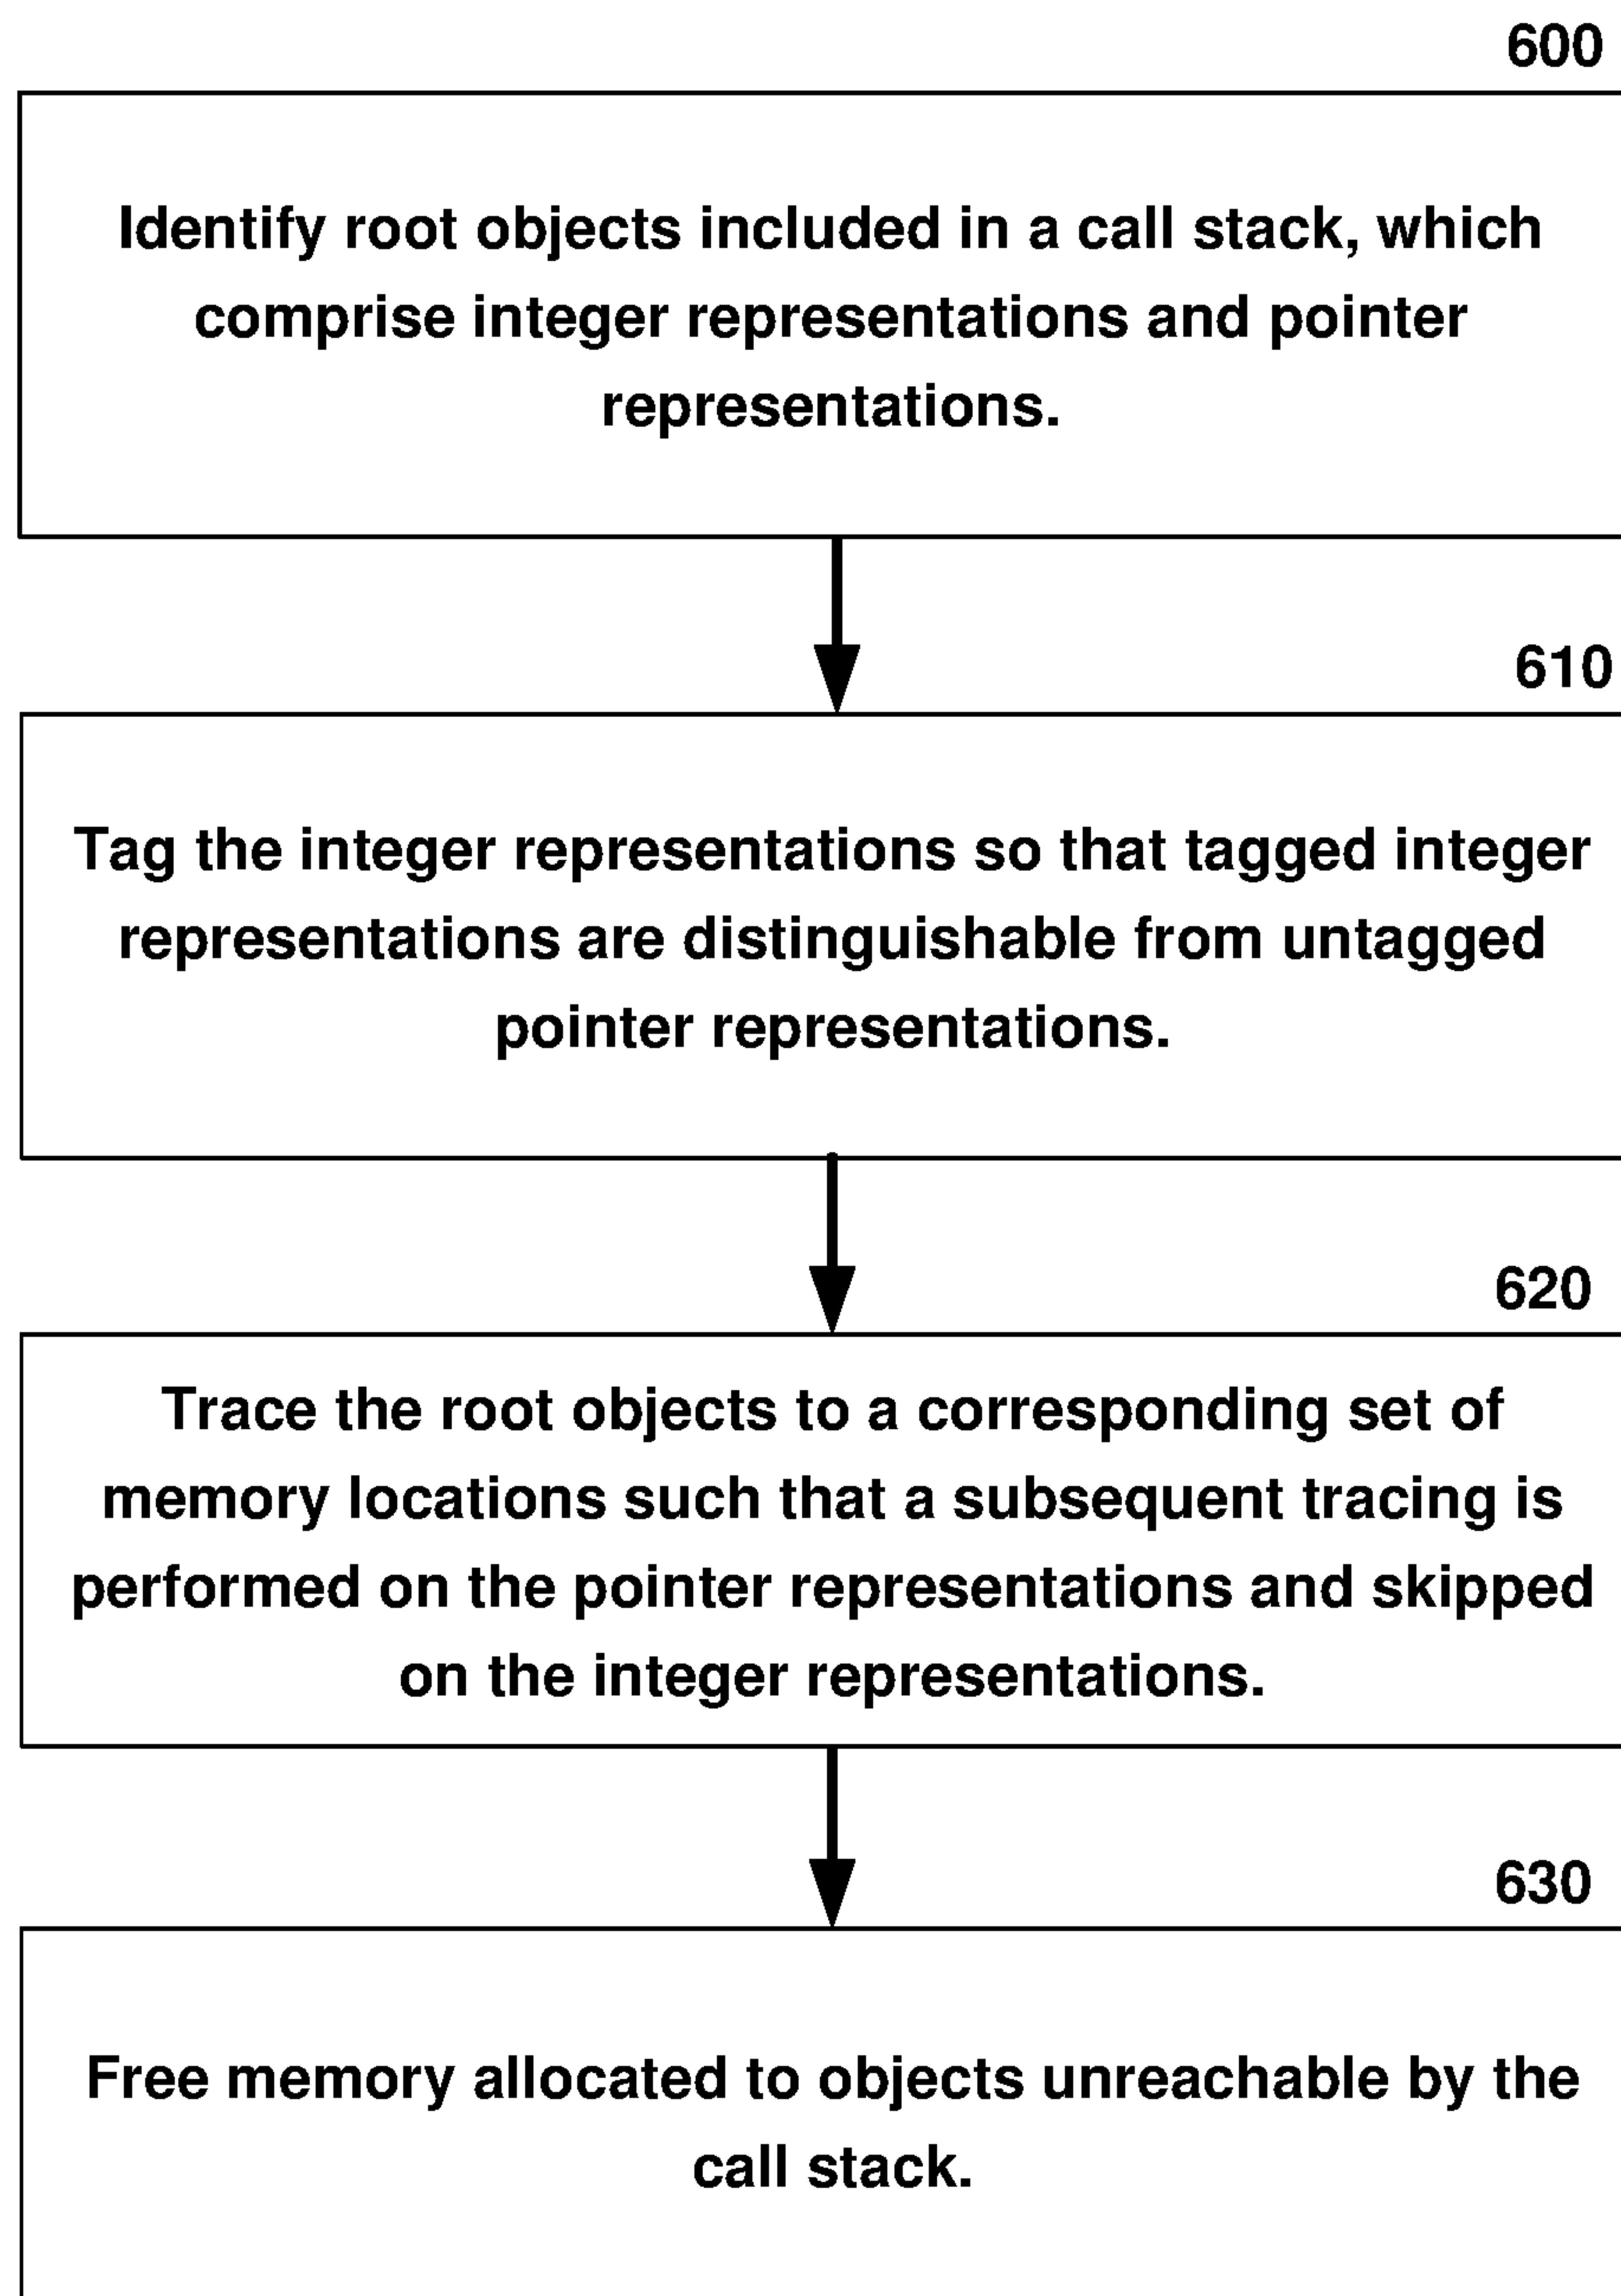 600
Identify root objects included in a call stack, which
comprise integer representations and pointer
representations.
610
Tag the integer representations so that tagged integer
representations are distinguishable from untagged
pointer representations.
620
Trace the root objects to a corresponding set of
memory locations such that a subsequent tracing is
performed on the pointer representations and skipped
on the integer representations.
630
Free memory allocated to objects unreachable by the
call stack.